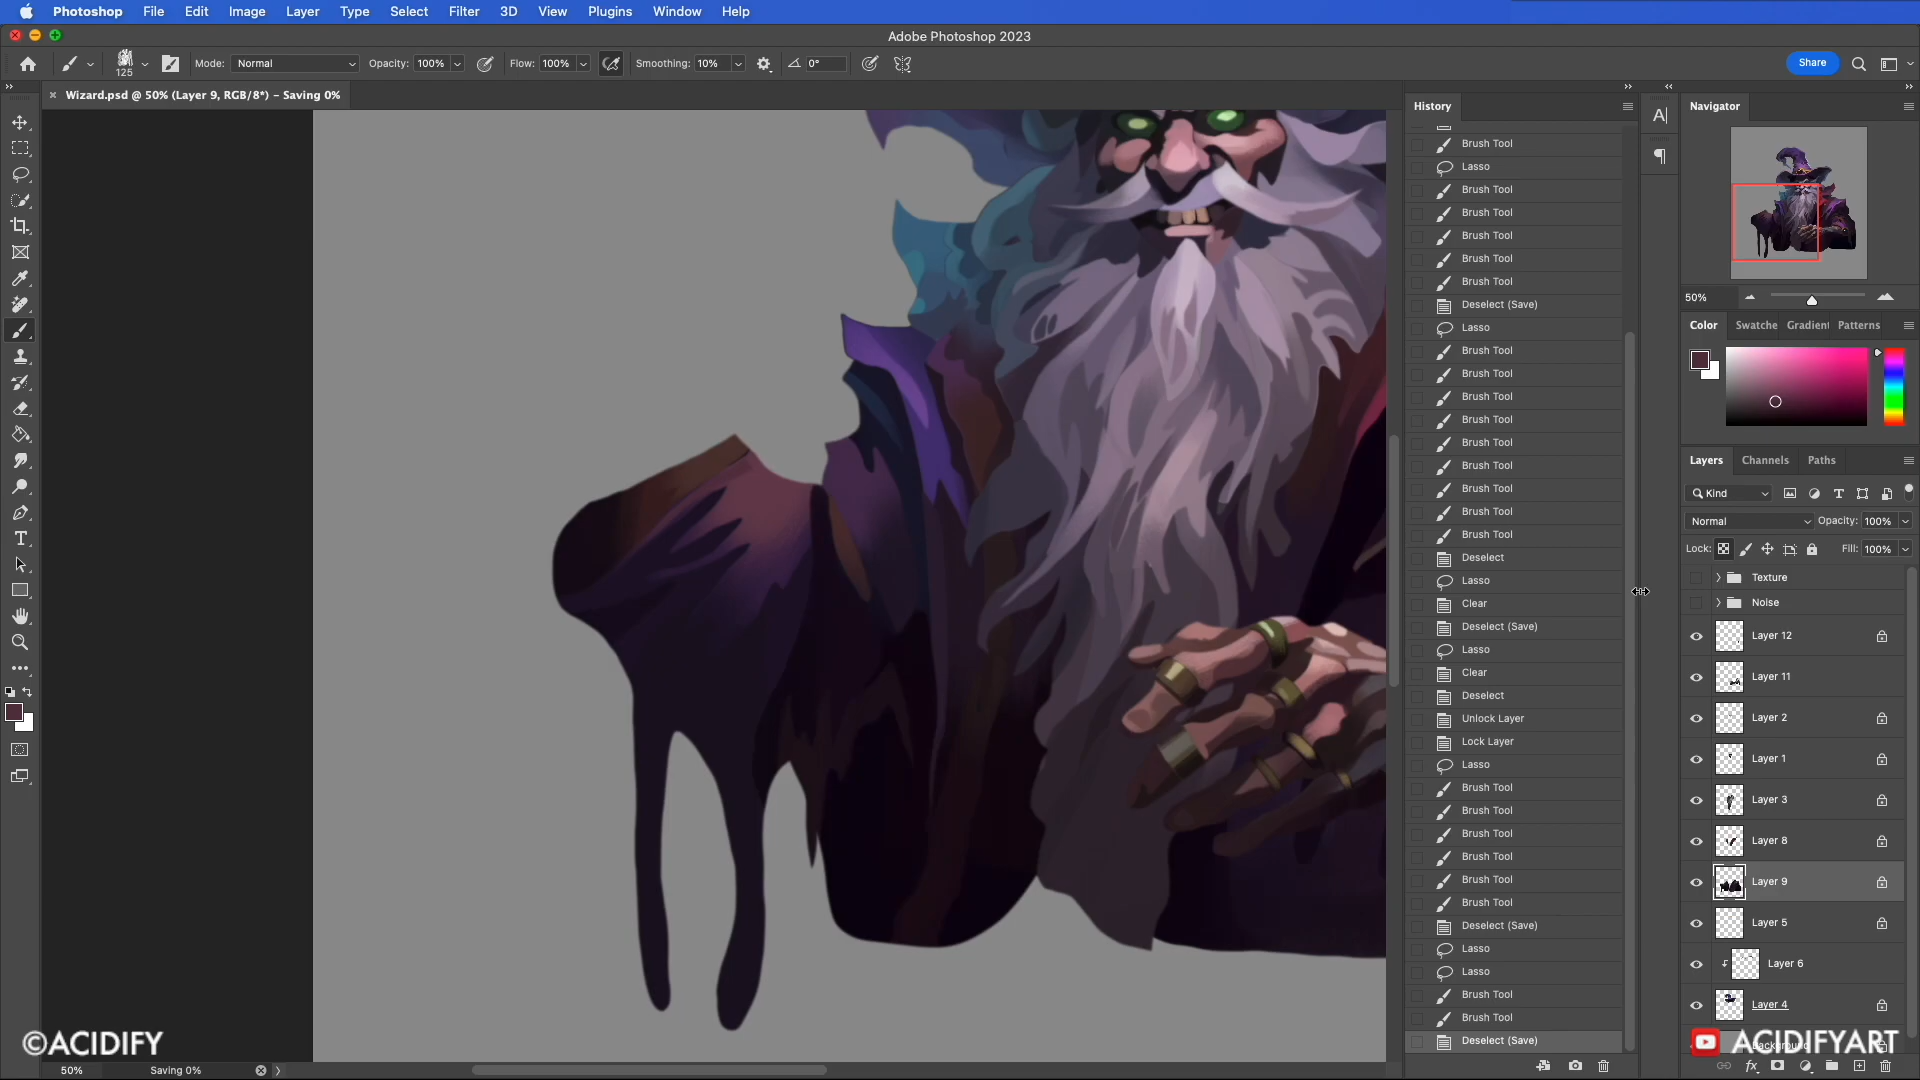 Photoshop File Edit Image Layer Type Select Filter 3D View Plugins Window Help
Adobe Photoshop 2023
125 Mode: Normal Opacity: 100% Flow: 100% Smoothing: 10% 0° Share
Wizard.psd @ 50% (Layer 9, RGB/8*) – Saving 0%
History
Brush Tool
Lasso
Brush Tool
Brush Tool
Brush Tool
Brush Tool
Brush Tool
Deselect (Save)
Lasso
Brush Tool
Brush Tool
Brush Tool
Brush Tool
Brush Tool
Brush Tool
Brush Tool
Brush Tool
Brush Tool
Deselect
Lasso
Clear
Deselect (Save)
Lasso
Clear
Deselect
Unlock Layer
Lock Layer
Lasso
Brush Tool
Brush Tool
Brush Tool
Brush Tool
Brush Tool
Brush Tool
Deselect (Save)
Lasso
Lasso
Brush Tool
Brush Tool
Deselect (Save)
Navigator
50%
Color Swatche Gradient Patterns
Layers Channels Paths
Kind
Normal Opacity: 100%
Lock: Fill: 100%
Texture
Noise
Layer 12
Layer 11
Layer 2
Layer 1
Layer 3
Layer 8
Layer 9
Layer 5
Layer 6
Layer 4
Background
©ACIDIFY
ACIDIFYART
50% Saving 0%